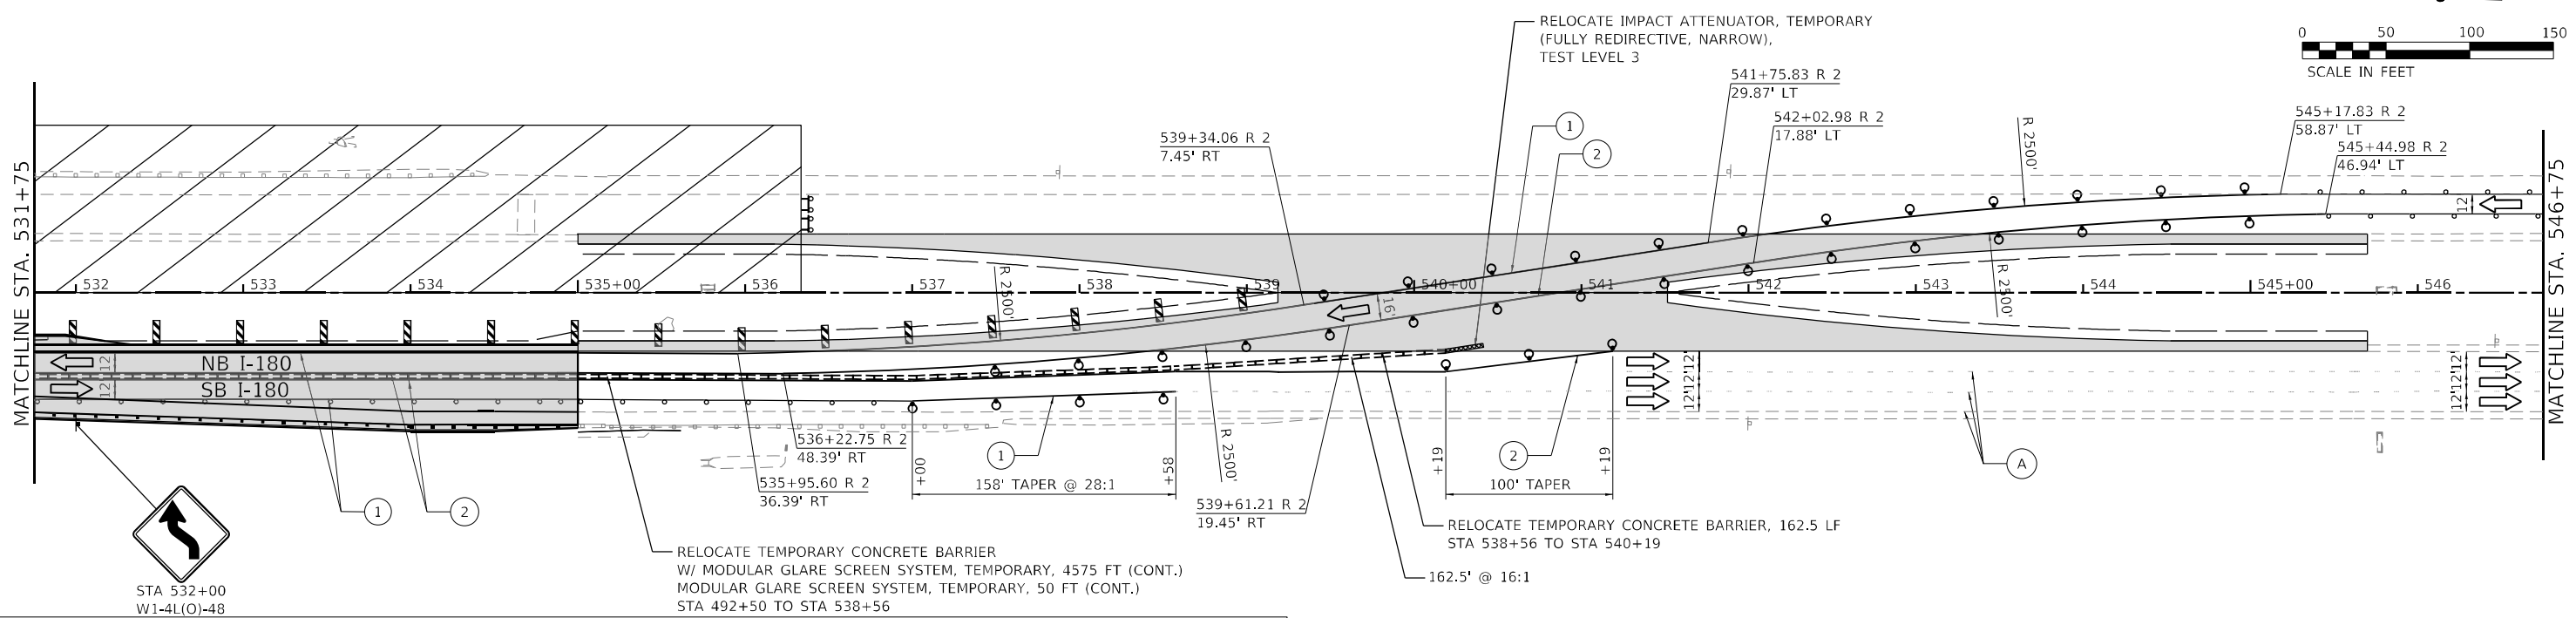 RELOCATE IMPACT ATTENUATOR, TEMPORARY
(FULLY REDIRECTIVE, NARROW),
TEST LEVEL 3
0 50 100 150
SCALE IN FEET
541+75.83 R 2
29.87' LT
542+02.98 R 2
17.88' LT
545+17.83 R 2
58.87' LT
545+44.98 R 2
46.94' LT
539+34.06 R 2
7.45' RT
1
2
R 2500'
12'
MATCHLINE STA. 531+75
MATCHLINE STA. 546+75
532 533 534 535+00 536 537 538 539 540+00 541 542 543 544 545+00 546
R 2500'
16'
R 2500'
NB I-180
SB I-180
12' 12'
12' 12' 12'
12' 12' 12'
536+22.75 R 2
48.39' RT
535+95.60 R 2
36.39' RT
+00
1
+58
158' TAPER @ 28:1
R 2500'
539+61.21 R 2
19.45' RT
+19
2
+19
100' TAPER
A
1
2
RELOCATE TEMPORARY CONCRETE BARRIER, 162.5 LF
STA 538+56 TO STA 540+19
162.5' @ 16:1
RELOCATE TEMPORARY CONCRETE BARRIER
W/ MODULAR GLARE SCREEN SYSTEM, TEMPORARY, 4575 FT (CONT.)
MODULAR GLARE SCREEN SYSTEM, TEMPORARY, 50 FT (CONT.)
STA 492+50 TO STA 538+56
STA 532+00
W1-4L(O)-48